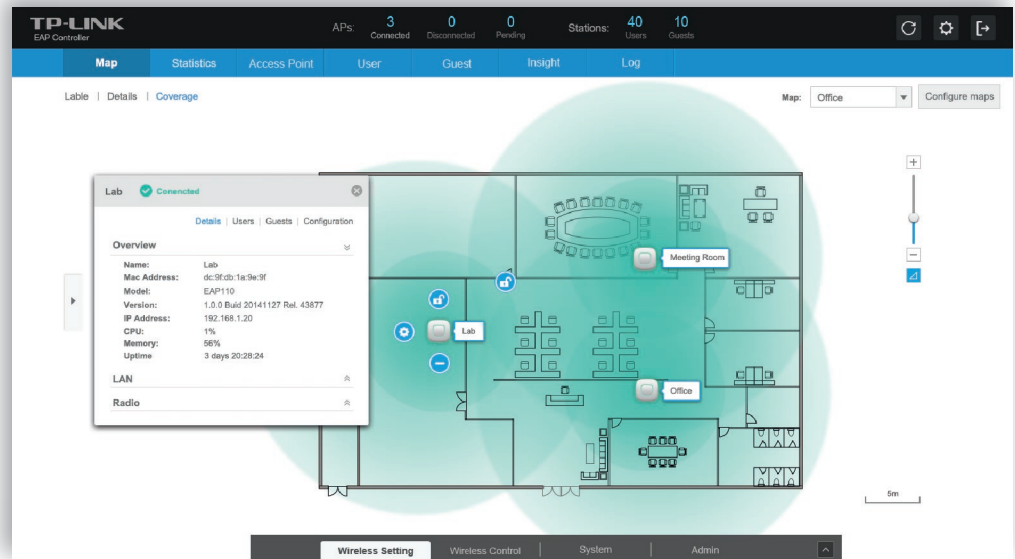 TP-LINK
EAP Controller
APs: 3 Connected 0 Disconnected 0 Pending Stations: 40 Users 10 Guests
Map Statistics Access Point User Guest Insight Log
Lable | Details | Coverage
Map: Office Configure maps
Lab Conencted
Details | Users | Guests | Configuration
Overview
Name: Lab
Mac Address: dc:9f:db:1a:9e:9f
Model: EAP110
Version: 1.0.0 Buid 20141127 Rel. 43877
IP Address: 192.168.1.20
CPU: 1%
Memory: 56%
Uptime 3 days 20:28:24
LAN
Radio
Meeting Room
Lab
Office
5m
Wireless Setting Wireless Control | System | Admin